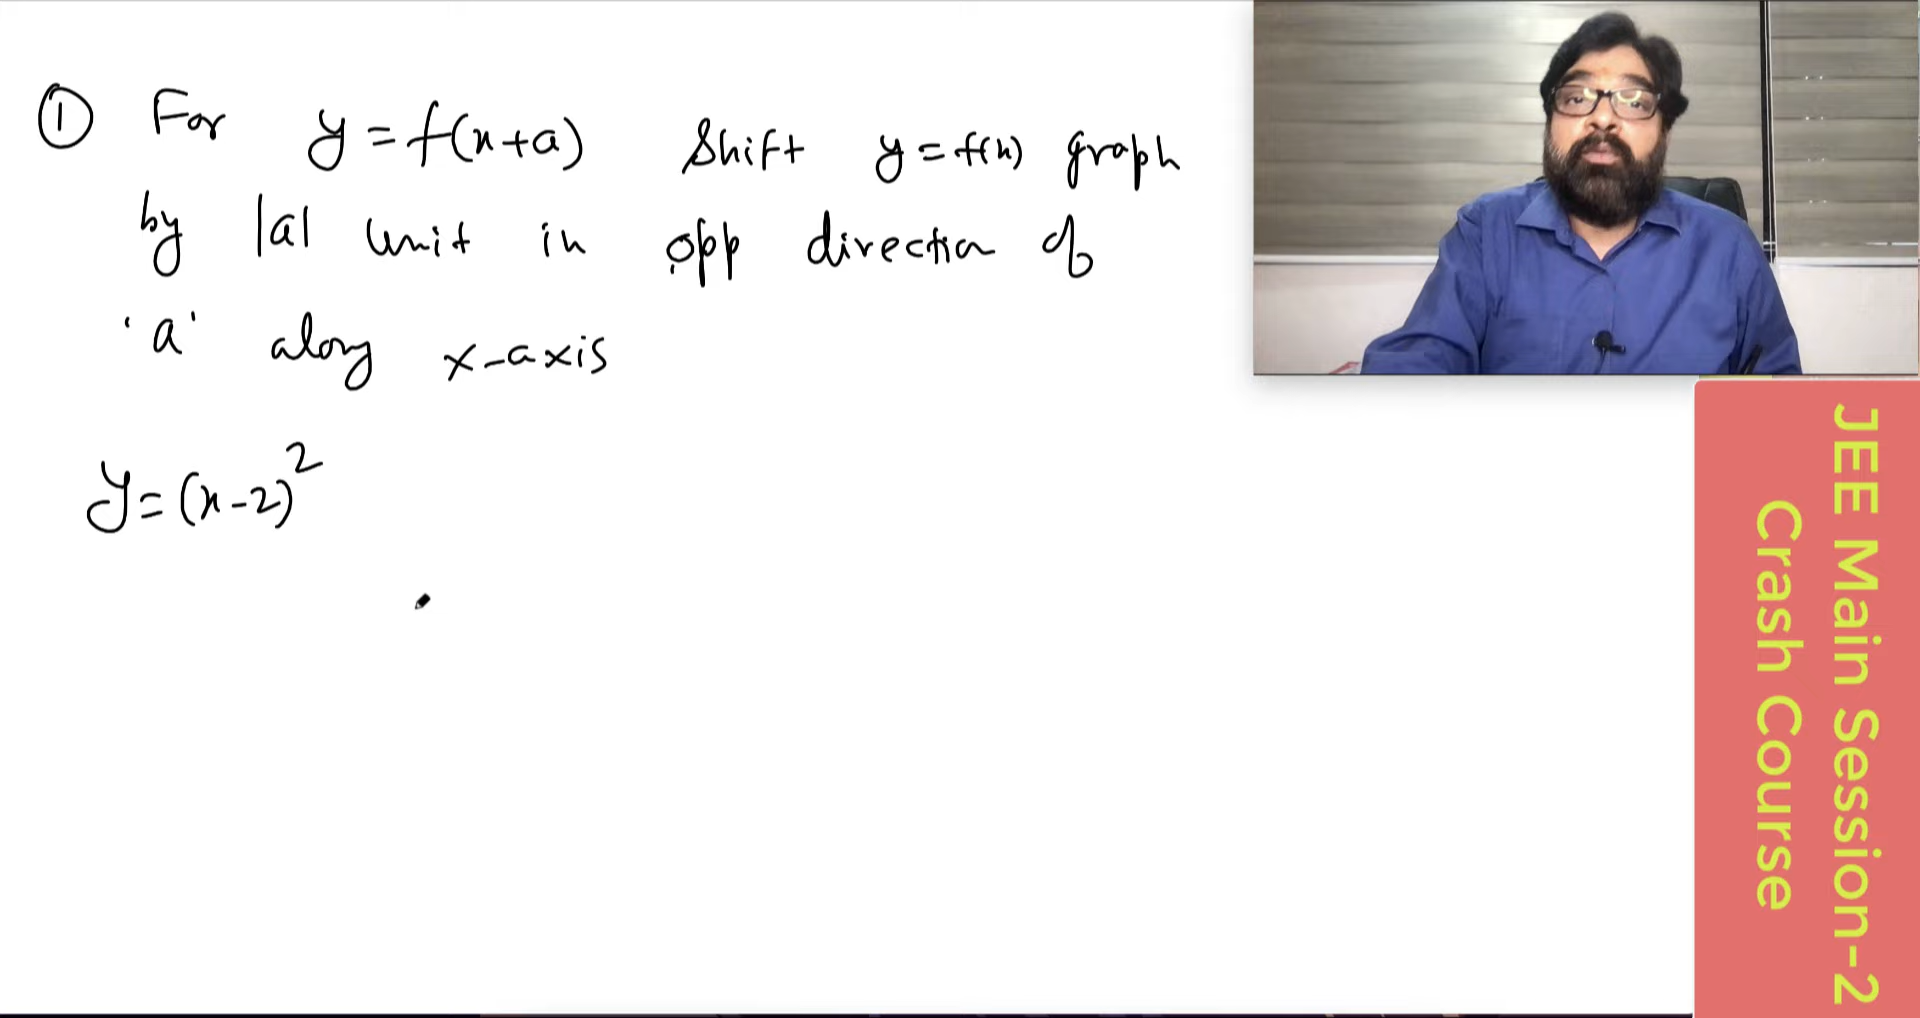 ① For y = f(x+a) Shift y = f(x) graph
by |a| unit in opp direction of
'a' along x-axis
y = (x-2)²
JEE Main Session-2
Crash Course